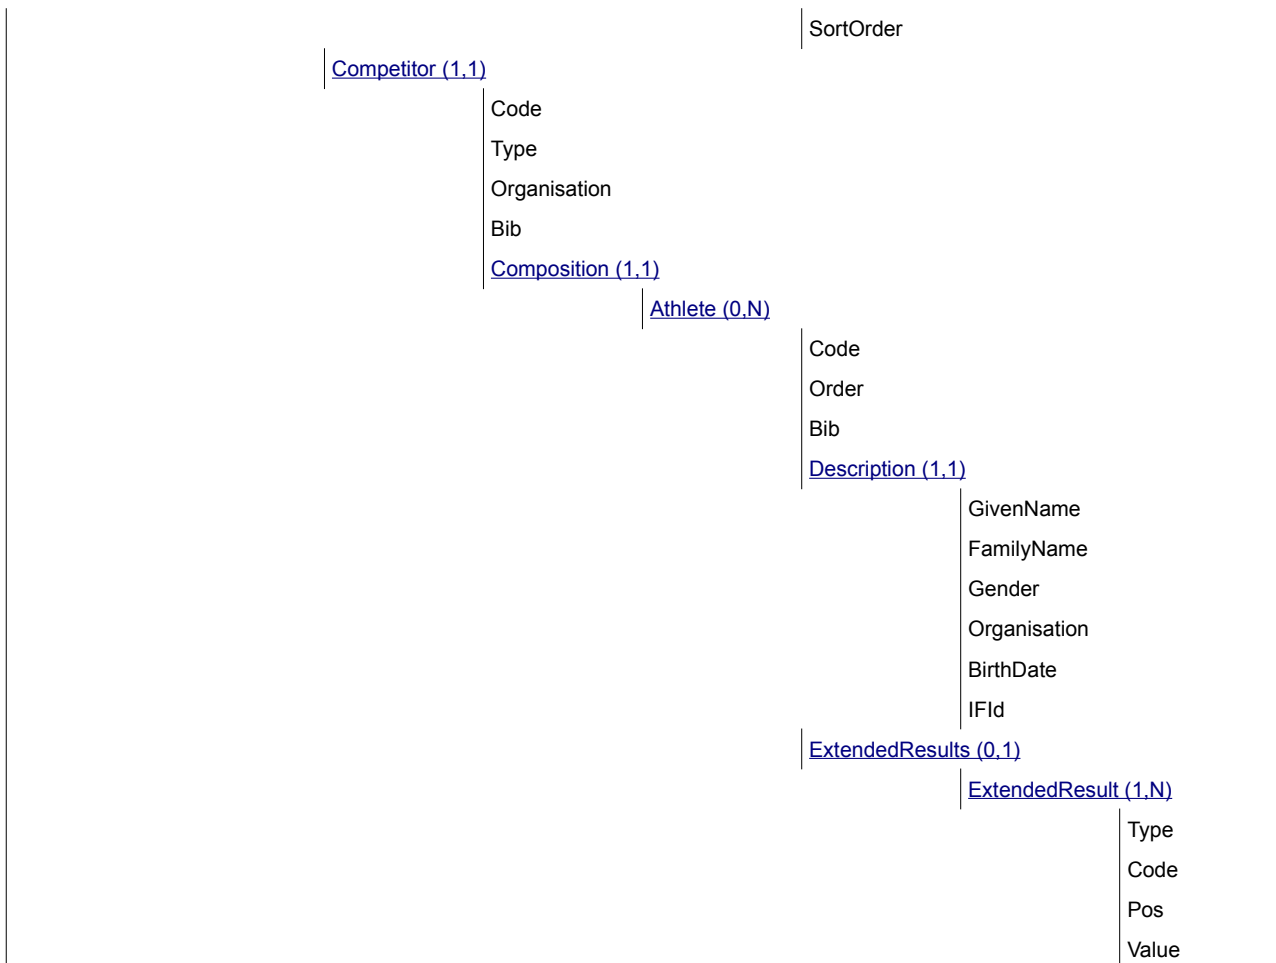 SortOrder
Competitor (1,1)
Code
Type
Organisation
Bib
Composition (1,1)
Athlete (0,N)
Code
Order
Bib
Description (1,1)
GivenName
FamilyName
Gender
Organisation
BirthDate
IFId
ExtendedResults (0,1)
ExtendedResult (1,N)
Type
Code
Pos
Value